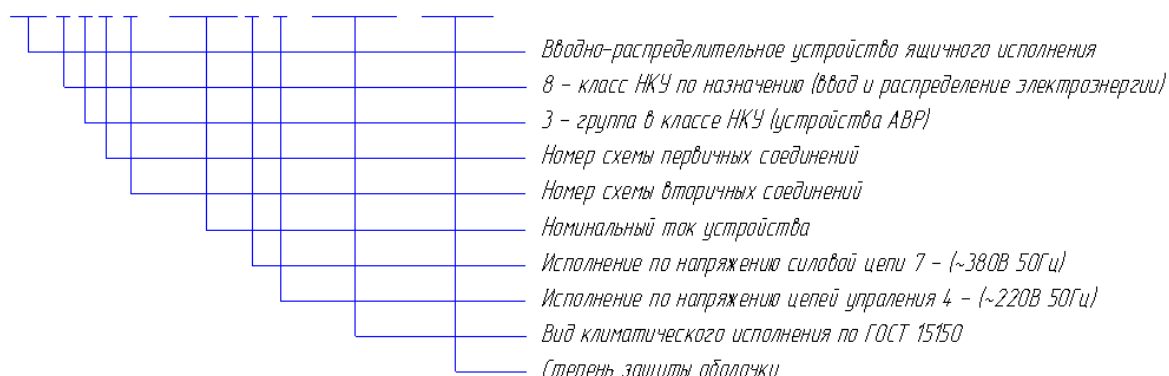 Вводно-распределительное устройство ящичного исполнения
8 - класс НКУ по назначению (ввод и распределение электроэнергии)
3 - группа в классе НКУ (устройства АВР)
Номер схемы первичных соединений
Номер схемы вторичных соединений
Номинальный ток устройства
Исполнение по напряжению силовой цепи 7 - (~380В 50Гц)
Исполнение по напряжению цепей упраления 4 - (~220В 50Гц)
Вид климатического исполнения по ГОСТ 15150
Степень защиты оболочки